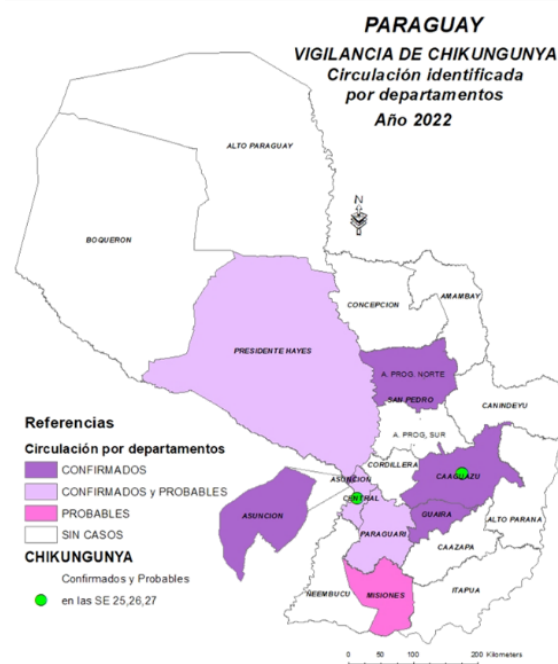 PARAGUAY
VIGILANCIA DE CHIKUNGUNYA
Circulación identificada
por departamentos
Año 2022
ALTO PARAGUAY
N
BOQUERON
CONCEPCION
AMAMBAY
PRESIDENTE HAYES
A. PROG. NORTE
SAN PEDRO
CANINDEYU
A. PROG, SUR
CORDILLERA
ASUNCION
CAAGUAZU
CENTRAL
ASUNCION
GUAIRA
ALTO PARANA
PARAGUARI
CAAZAPA
ÑEEMBUCU
MISIONES
ITAPUA
Referencias
Circulación por departamentos
CONFIRMADOS
CONFIRMADOS y PROBABLES
PROBABLES
SIN CASOS
CHIKUNGUNYA
Confirmados y Probables
en las SE 25,26,27
0 50 100 200 Kilometers